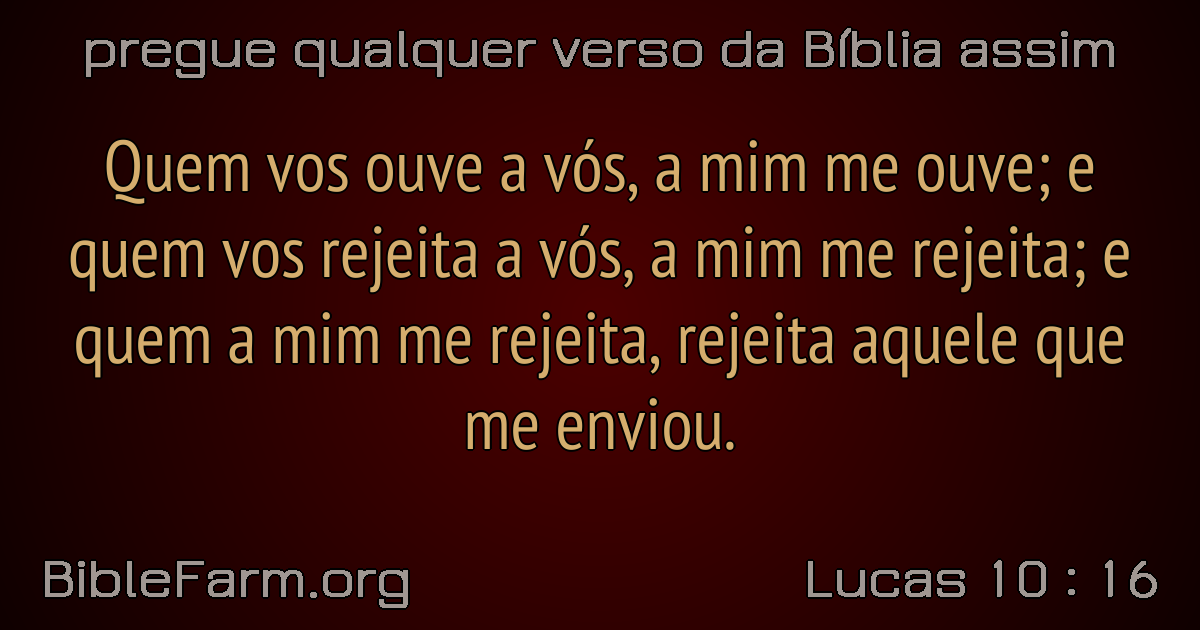 pregue qualquer verso da Bíblia assim
Quem vos ouve a vós, a mim me ouve; e
quem vos rejeita a vós, a mim me rejeita; e
quem a mim me rejeita, rejeita aquele que
me enviou.
BibleFarm.org
Lucas 10 : 16